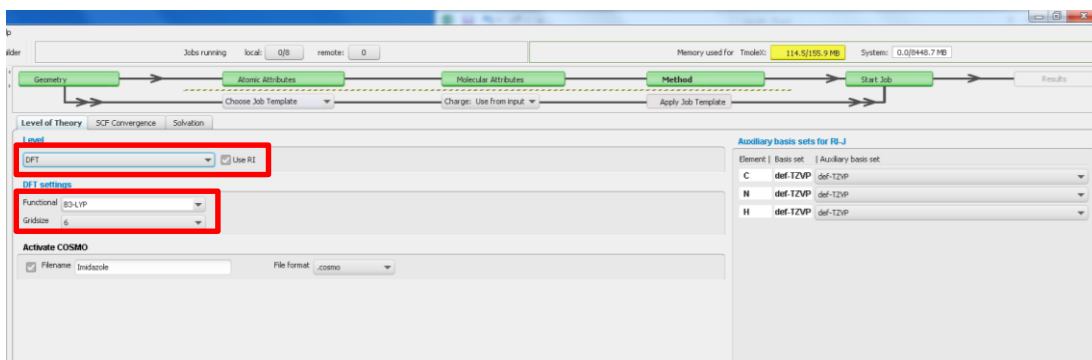 lp
ilder Jobs running local: 0/8 remote: 0 Memory used for TmoleX: 114.5/155.9 MB System: 0.0/8448.7 MB
Geometry Atomic Attributes Molecular Attributes Method Start Job Results
Choose Job Template Charge: Use from input Apply Job Template
Level of Theory SCF Convergence Solvation
Level
DFT Use RI
DFT settings
Functional B3-LYP
Gridsize 6
Activate COSMO
Filename Imidazole File format .cosmo
Auxiliary basis sets for RI-J
Element | Basis set | Auxiliary basis set
C def-TZVP def-TZVP
N def-TZVP def-TZVP
H def-TZVP def-TZVP